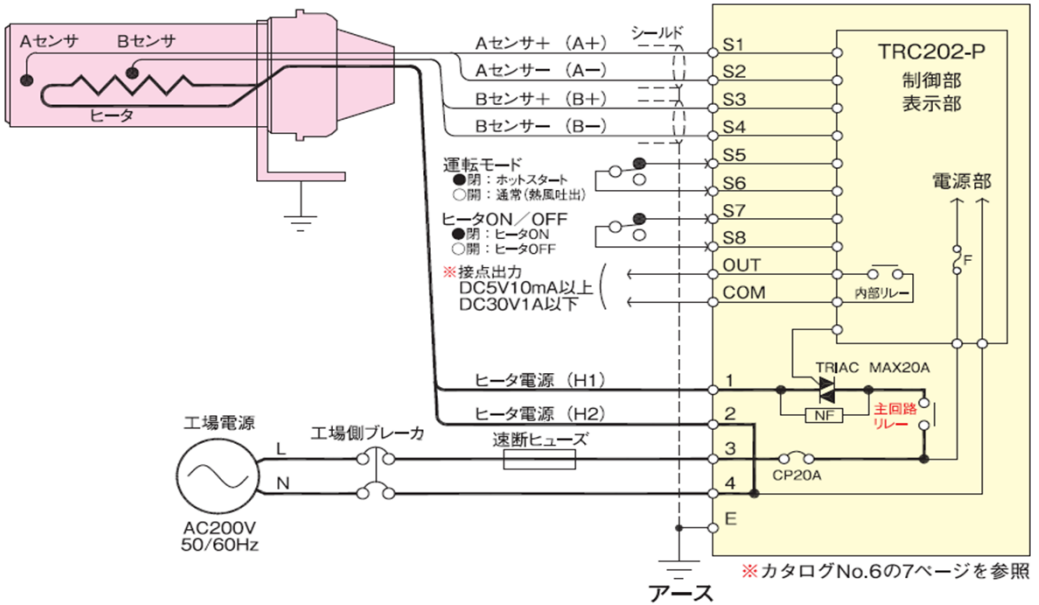 Aセンサ
Bセンサ
ヒータ
Aセンサ＋ （A＋）
Aセンサー （A－）
Bセンサ＋ （B＋）
Bセンサー （B－）
シールド
S1
S2
S3
S4
S5
S6
S7
S8
OUT
COM
TRC202-P
制御部
表示部
電源部
F
内部リレー
運転モード
●閉：ホットスタート
○開：通常（熱風吐出）
ヒータON／OFF
●閉：ヒータON
○開：ヒータOFF
※接点出力
DC5V10mA以上
DC30V1A以下
TRIAC MAX20A
NF
主回路
リレー
ヒータ電源 （H1）
1
ヒータ電源 （H2）
2
工場電源
工場側ブレーカ
速断ヒューズ
L
3
CP20A
N
4
AC200V
50/60Hz
E
アース
※カタログNo.6の7ページを参照